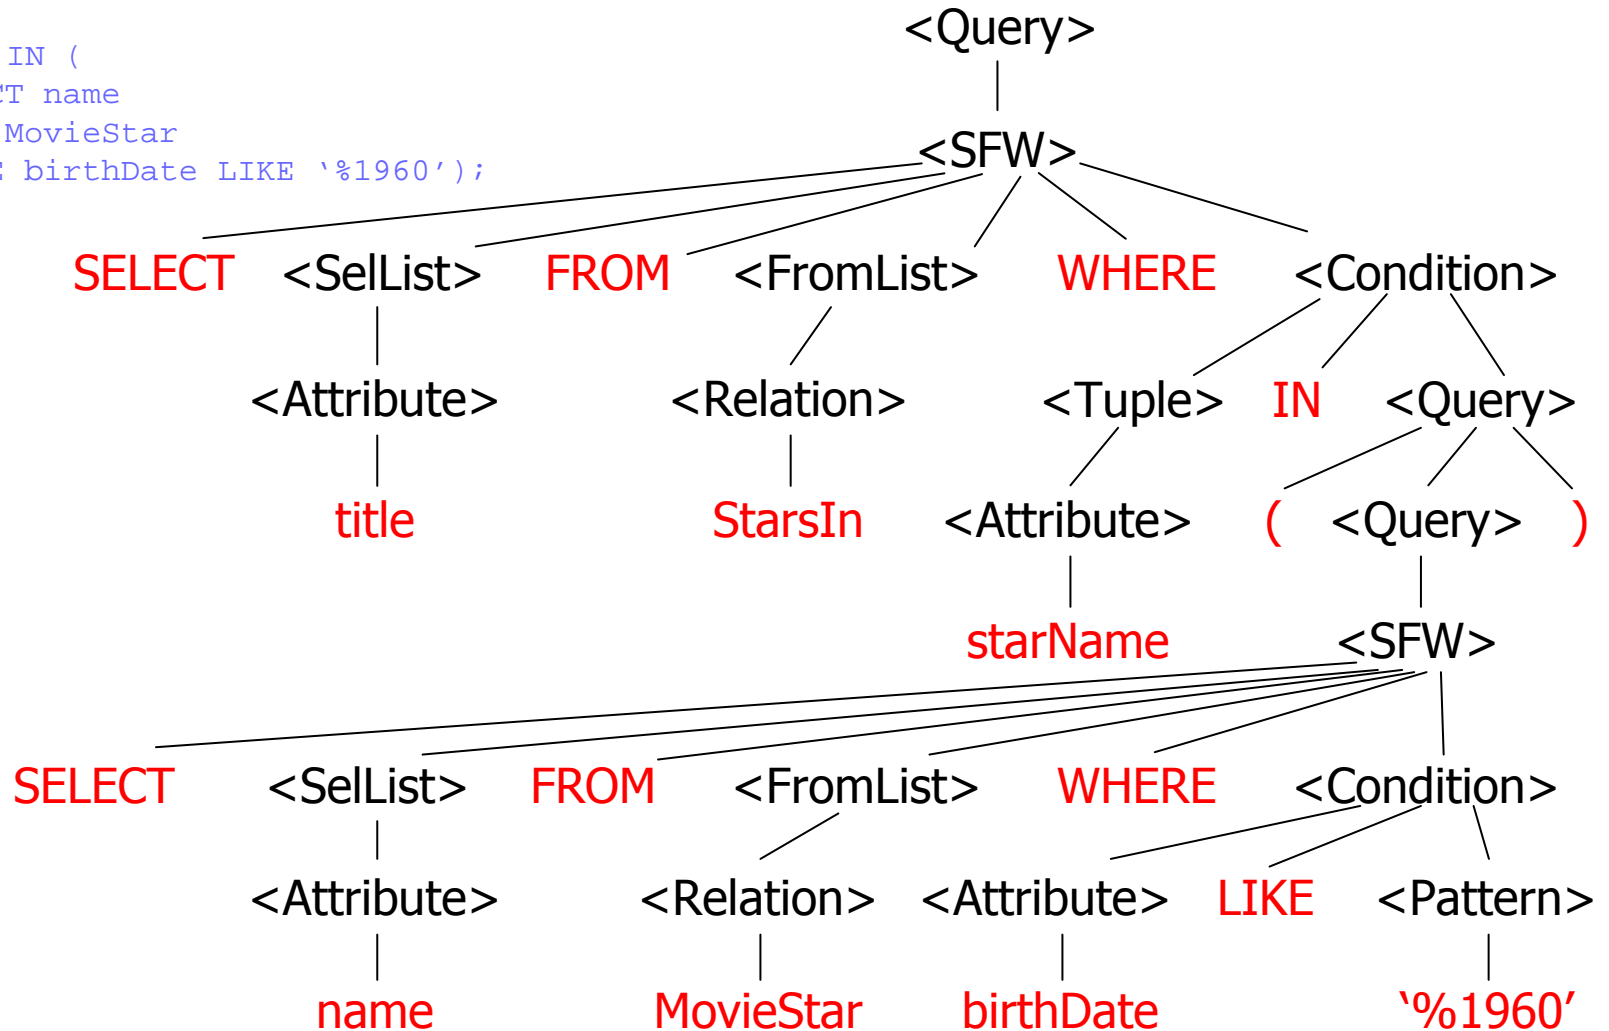 <Query>
IN (
name
MovieStar
birthDate LIKE ‘%1960’);
<SFW>
SELECT <SelList> FROM <FromList> WHERE <Condition>
<Attribute> <Relation> <Tuple> IN <Query>
title StarsIn <Attribute> ( <Query> )
starName <SFW>
SELECT <SelList> FROM <FromList> WHERE <Condition>
<Attribute> <Relation> <Attribute> LIKE <Pattern>
name MovieStar birthDate ‘%1960’